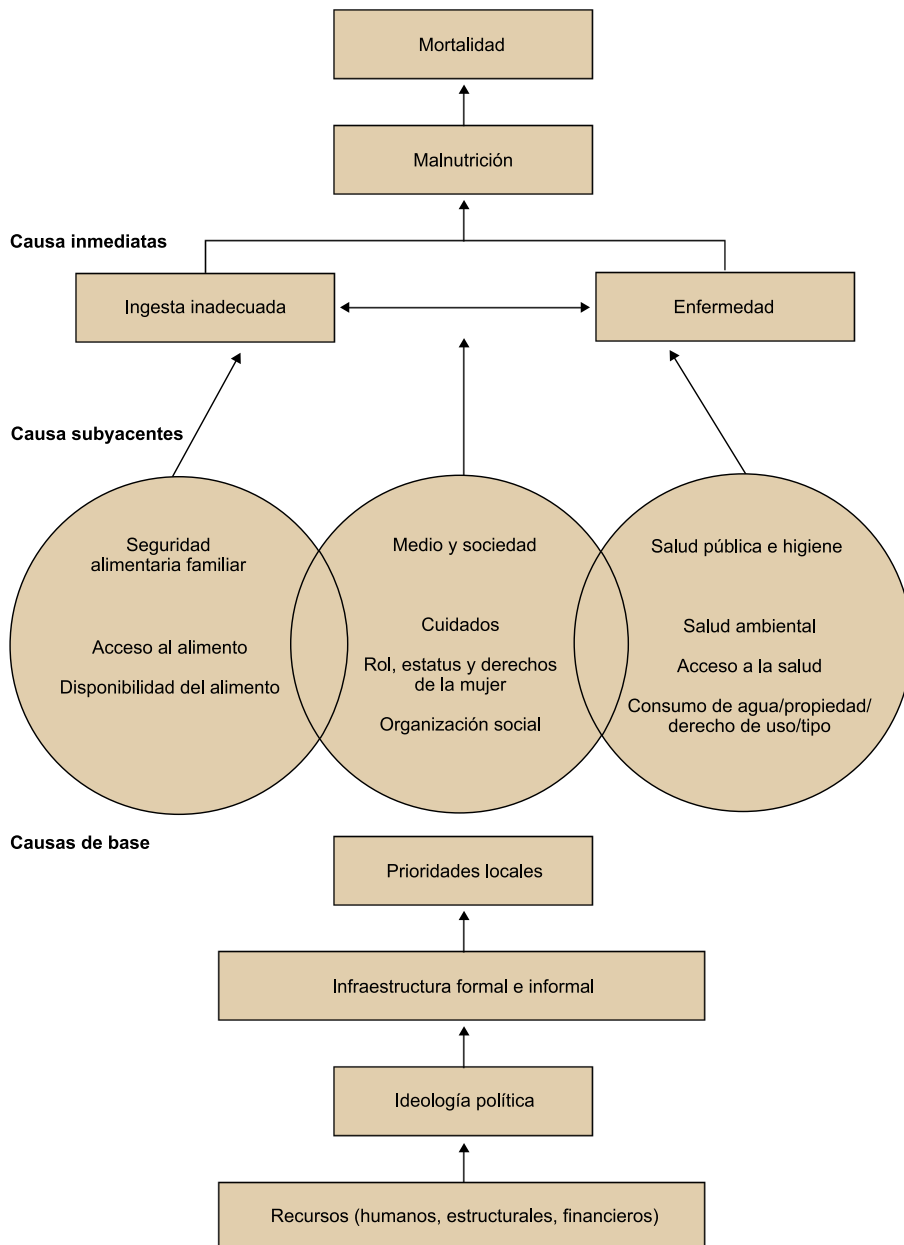 Mortalidad
Malnutrición
Causa inmediatas
Ingesta inadecuada
Enfermedad
Causa subyacentes
Seguridad
alimentaria familiar
Acceso al alimento
Disponibilidad del alimento
Medio y sociedad
Cuidados
Rol, estatus y derechos
de la mujer
Organización social
Salud pública e higiene
Salud ambiental
Acceso a la salud
Consumo de agua/propiedad/
derecho de uso/tipo
Causas de base
Prioridades locales
Infraestructura formal e informal
Ideología política
Recursos (humanos, estructurales, financieros)